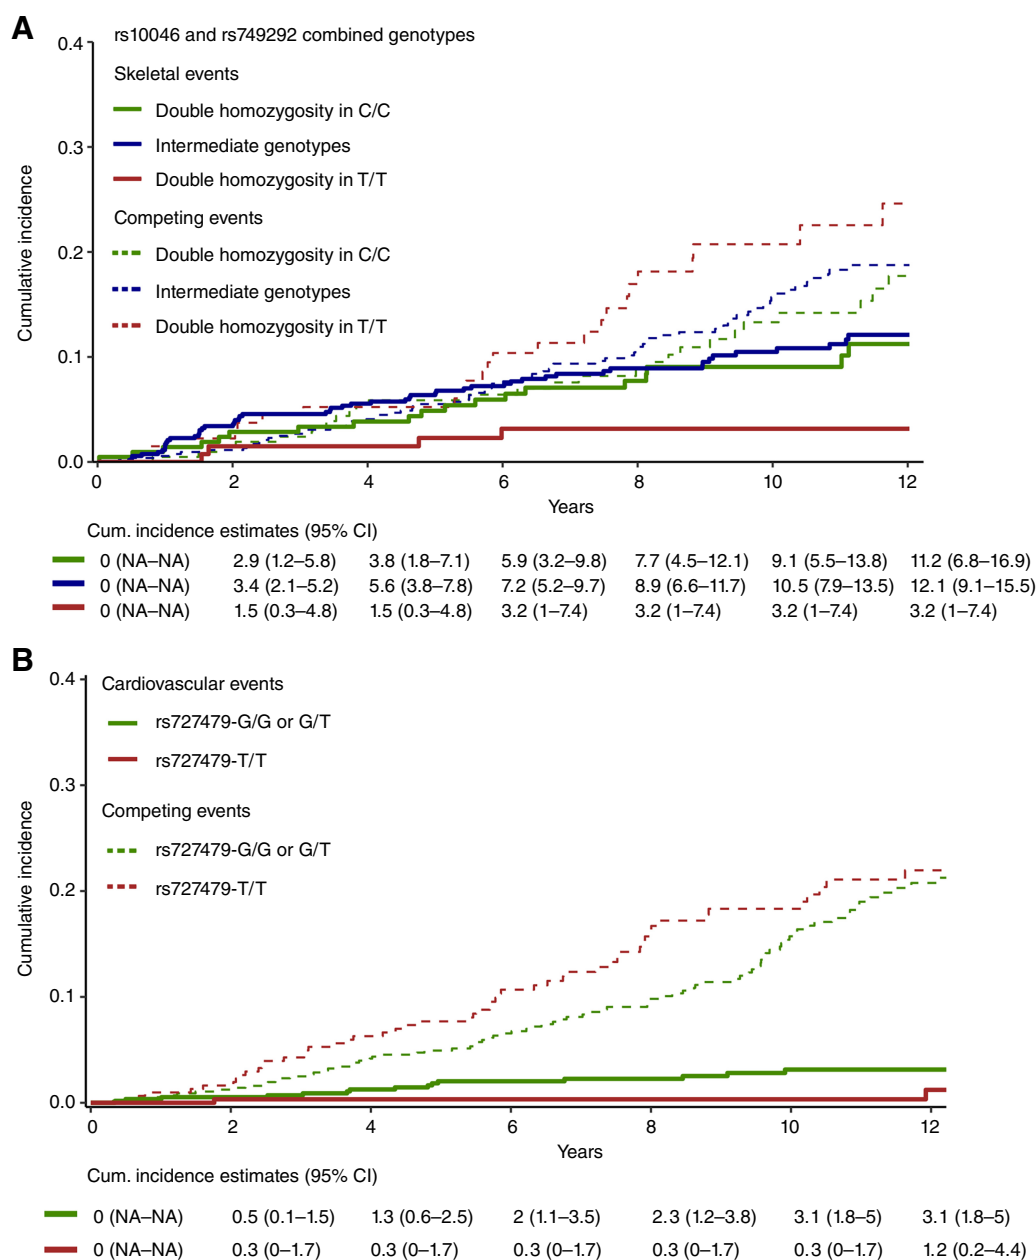 A
rs10046 and rs749292 combined genotypes
Skeletal events
Double homozygosity in C/C
Intermediate genotypes
Double homozygosity in T/T
Competing events
Double homozygosity in C/C
Intermediate genotypes
Double homozygosity in T/T
Cumulative incidence
0.4
0.3
0.2
0.1
0.0
0 2 4 6 8 10 12
Years
Cum. incidence estimates (95% CI)
0 (NA–NA) 2.9 (1.2–5.8) 3.8 (1.8–7.1) 5.9 (3.2–9.8) 7.7 (4.5–12.1) 9.1 (5.5–13.8) 11.2 (6.8–16.9)
0 (NA–NA) 3.4 (2.1–5.2) 5.6 (3.8–7.8) 7.2 (5.2–9.7) 8.9 (6.6–11.7) 10.5 (7.9–13.5) 12.1 (9.1–15.5)
0 (NA–NA) 1.5 (0.3–4.8) 1.5 (0.3–4.8) 3.2 (1–7.4) 3.2 (1–7.4) 3.2 (1–7.4) 3.2 (1–7.4)
B
Cardiovascular events
rs727479-G/G or G/T
rs727479-T/T
Competing events
rs727479-G/G or G/T
rs727479-T/T
Cumulative incidence
0.4
0.3
0.2
0.1
0.0
0 2 4 6 8 10 12
Years
Cum. incidence estimates (95% CI)
0 (NA–NA) 0.5 (0.1–1.5) 1.3 (0.6–2.5) 2 (1.1–3.5) 2.3 (1.2–3.8) 3.1 (1.8–5) 3.1 (1.8–5)
0 (NA–NA) 0.3 (0–1.7) 0.3 (0–1.7) 0.3 (0–1.7) 0.3 (0–1.7) 0.3 (0–1.7) 1.2 (0.2–4.4)